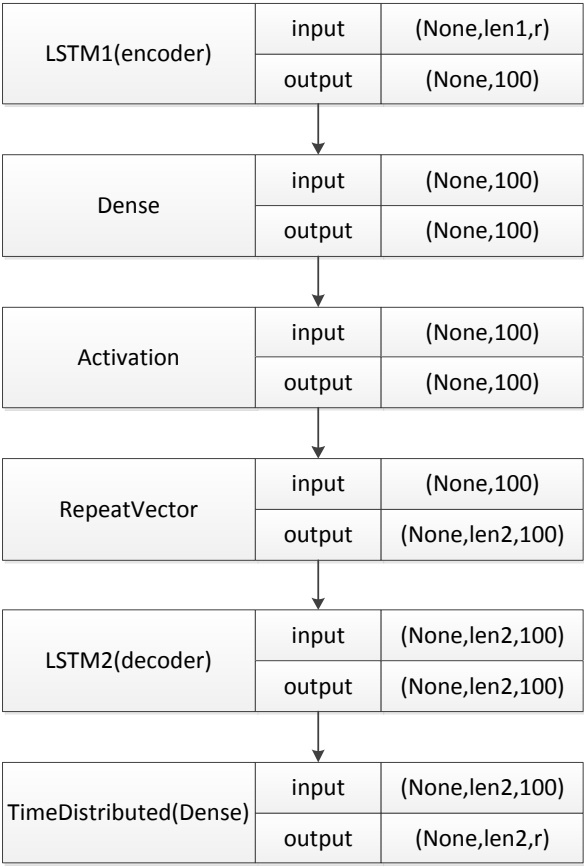 LSTM1(encoder) input (None,len1,r)
output (None,100)
Dense input (None,100)
output (None,100)
Activation input (None,100)
output (None,100)
RepeatVector input (None,100)
output (None,len2,100)
LSTM2(decoder) input (None,len2,100)
output (None,len2,100)
TimeDistributed(Dense) input (None,len2,100)
output (None,len2,r)